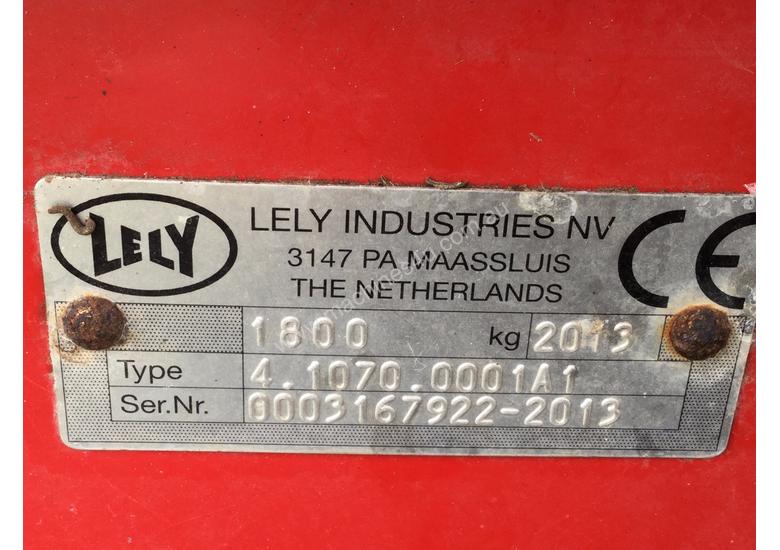 LELY
LELY INDUSTRIES NV
3147 PA MAASSLUIS
THE NETHERLANDS
CE
1800 kg 2013
Type 4.1070.0001A1
Ser.Nr. 0003167922-2013